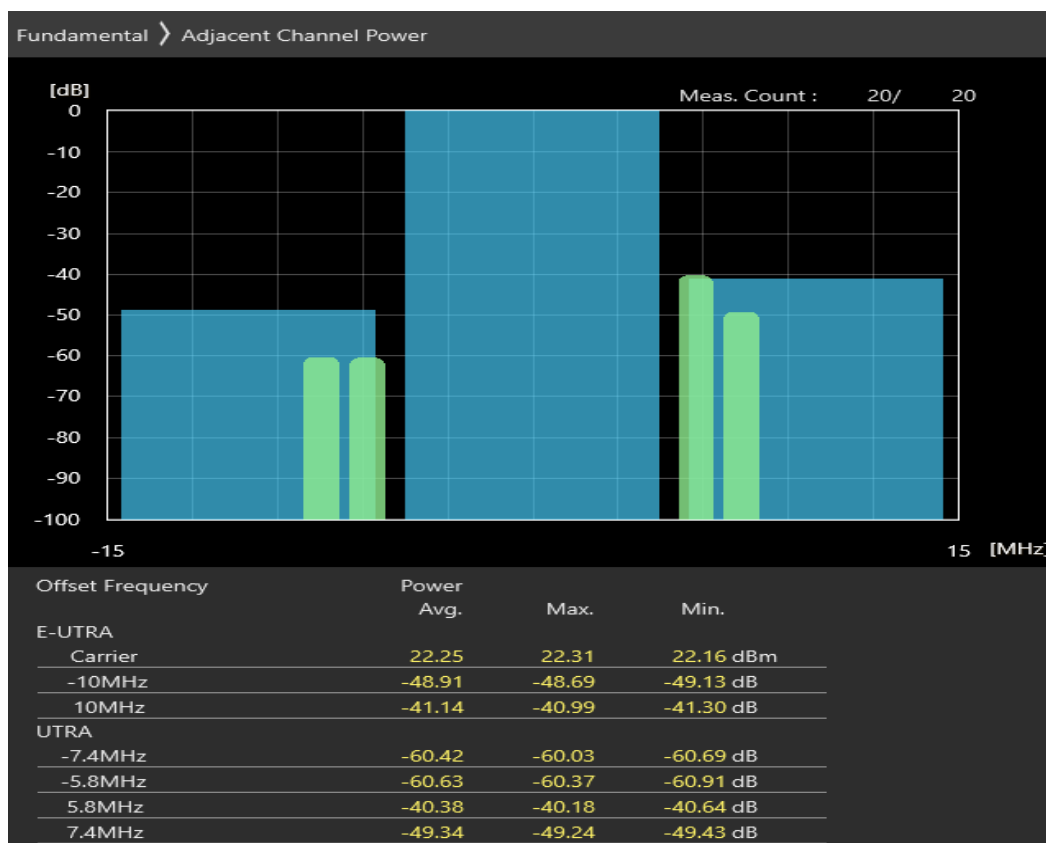 Fundamental 〉 Adjacent Channel Power
[dB]
Meas. Count : 20/ 20
0
-10
-20
-30
-40
-50
-60
-70
-80
-90
-100
-15 15 [MHz]
Offset Frequency Power
Avg. Max. Min.
E-UTRA
Carrier 22.25 22.31 22.16 dBm
-10MHz -48.91 -48.69 -49.13 dB
10MHz -41.14 -40.99 -41.30 dB
UTRA
-7.4MHz -60.42 -60.03 -60.69 dB
-5.8MHz -60.63 -60.37 -60.91 dB
5.8MHz -40.38 -40.18 -40.64 dB
7.4MHz -49.34 -49.24 -49.43 dB